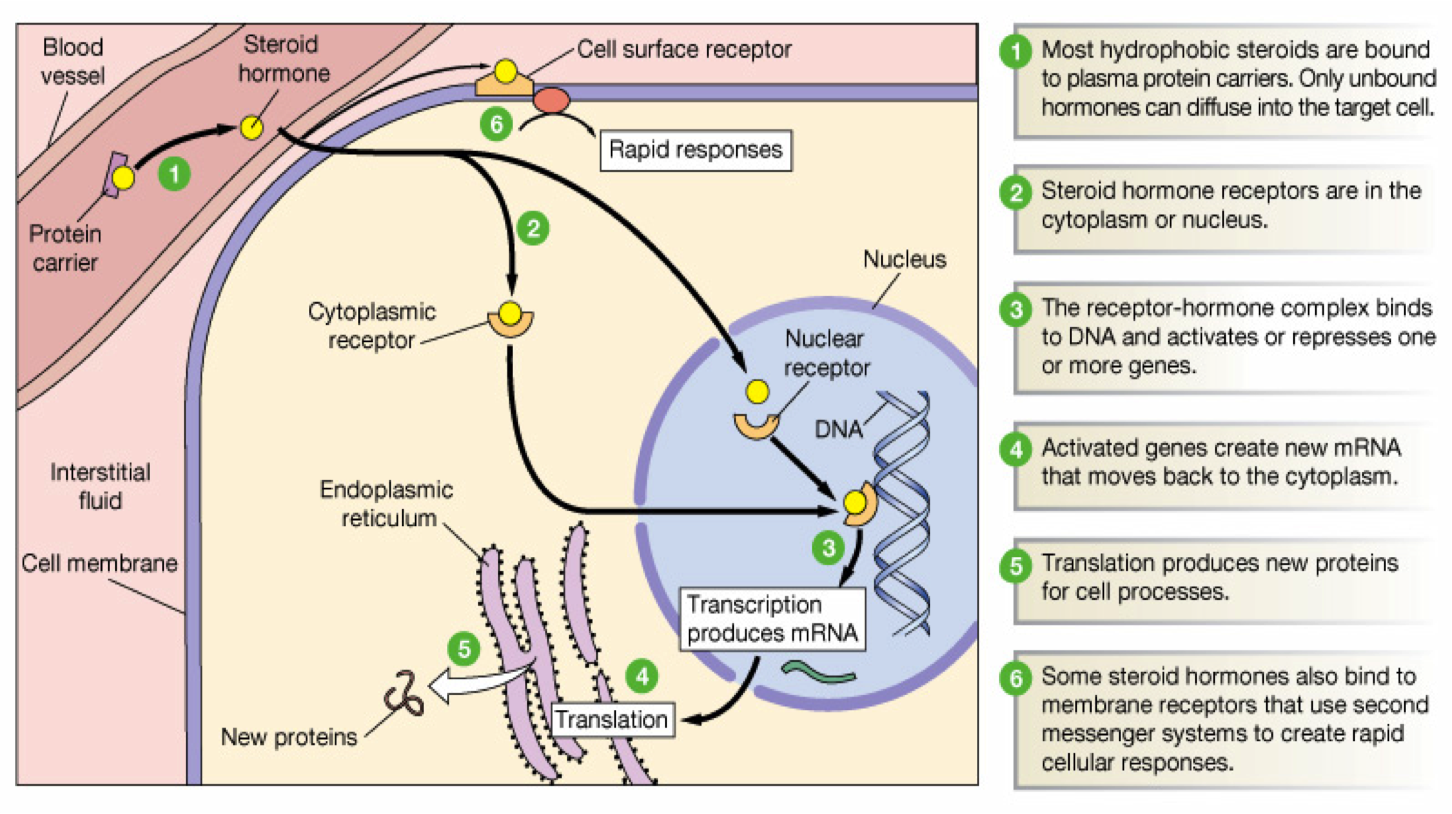 Blood
vessel
Steroid
hormone
Cell surface receptor
6
Rapid responses
1
Protein
carrier
2
Nucleus
Cytoplasmic
receptor
Nuclear
receptor
DNA
Interstitial
fluid
Endoplasmic
reticulum
3
Cell membrane
Transcription
produces mRNA
5
4
Translation
New proteins
1 Most hydrophobic steroids are bound
to plasma protein carriers. Only unbound
hormones can diffuse into the target cell.
2 Steroid hormone receptors are in the
cytoplasm or nucleus.
3 The receptor-hormone complex binds
to DNA and activates or represses one
or more genes.
4 Activated genes create new mRNA
that moves back to the cytoplasm.
5 Translation produces new proteins
for cell processes.
6 Some steroid hormones also bind to
membrane receptors that use second
messenger systems to create rapid
cellular responses.